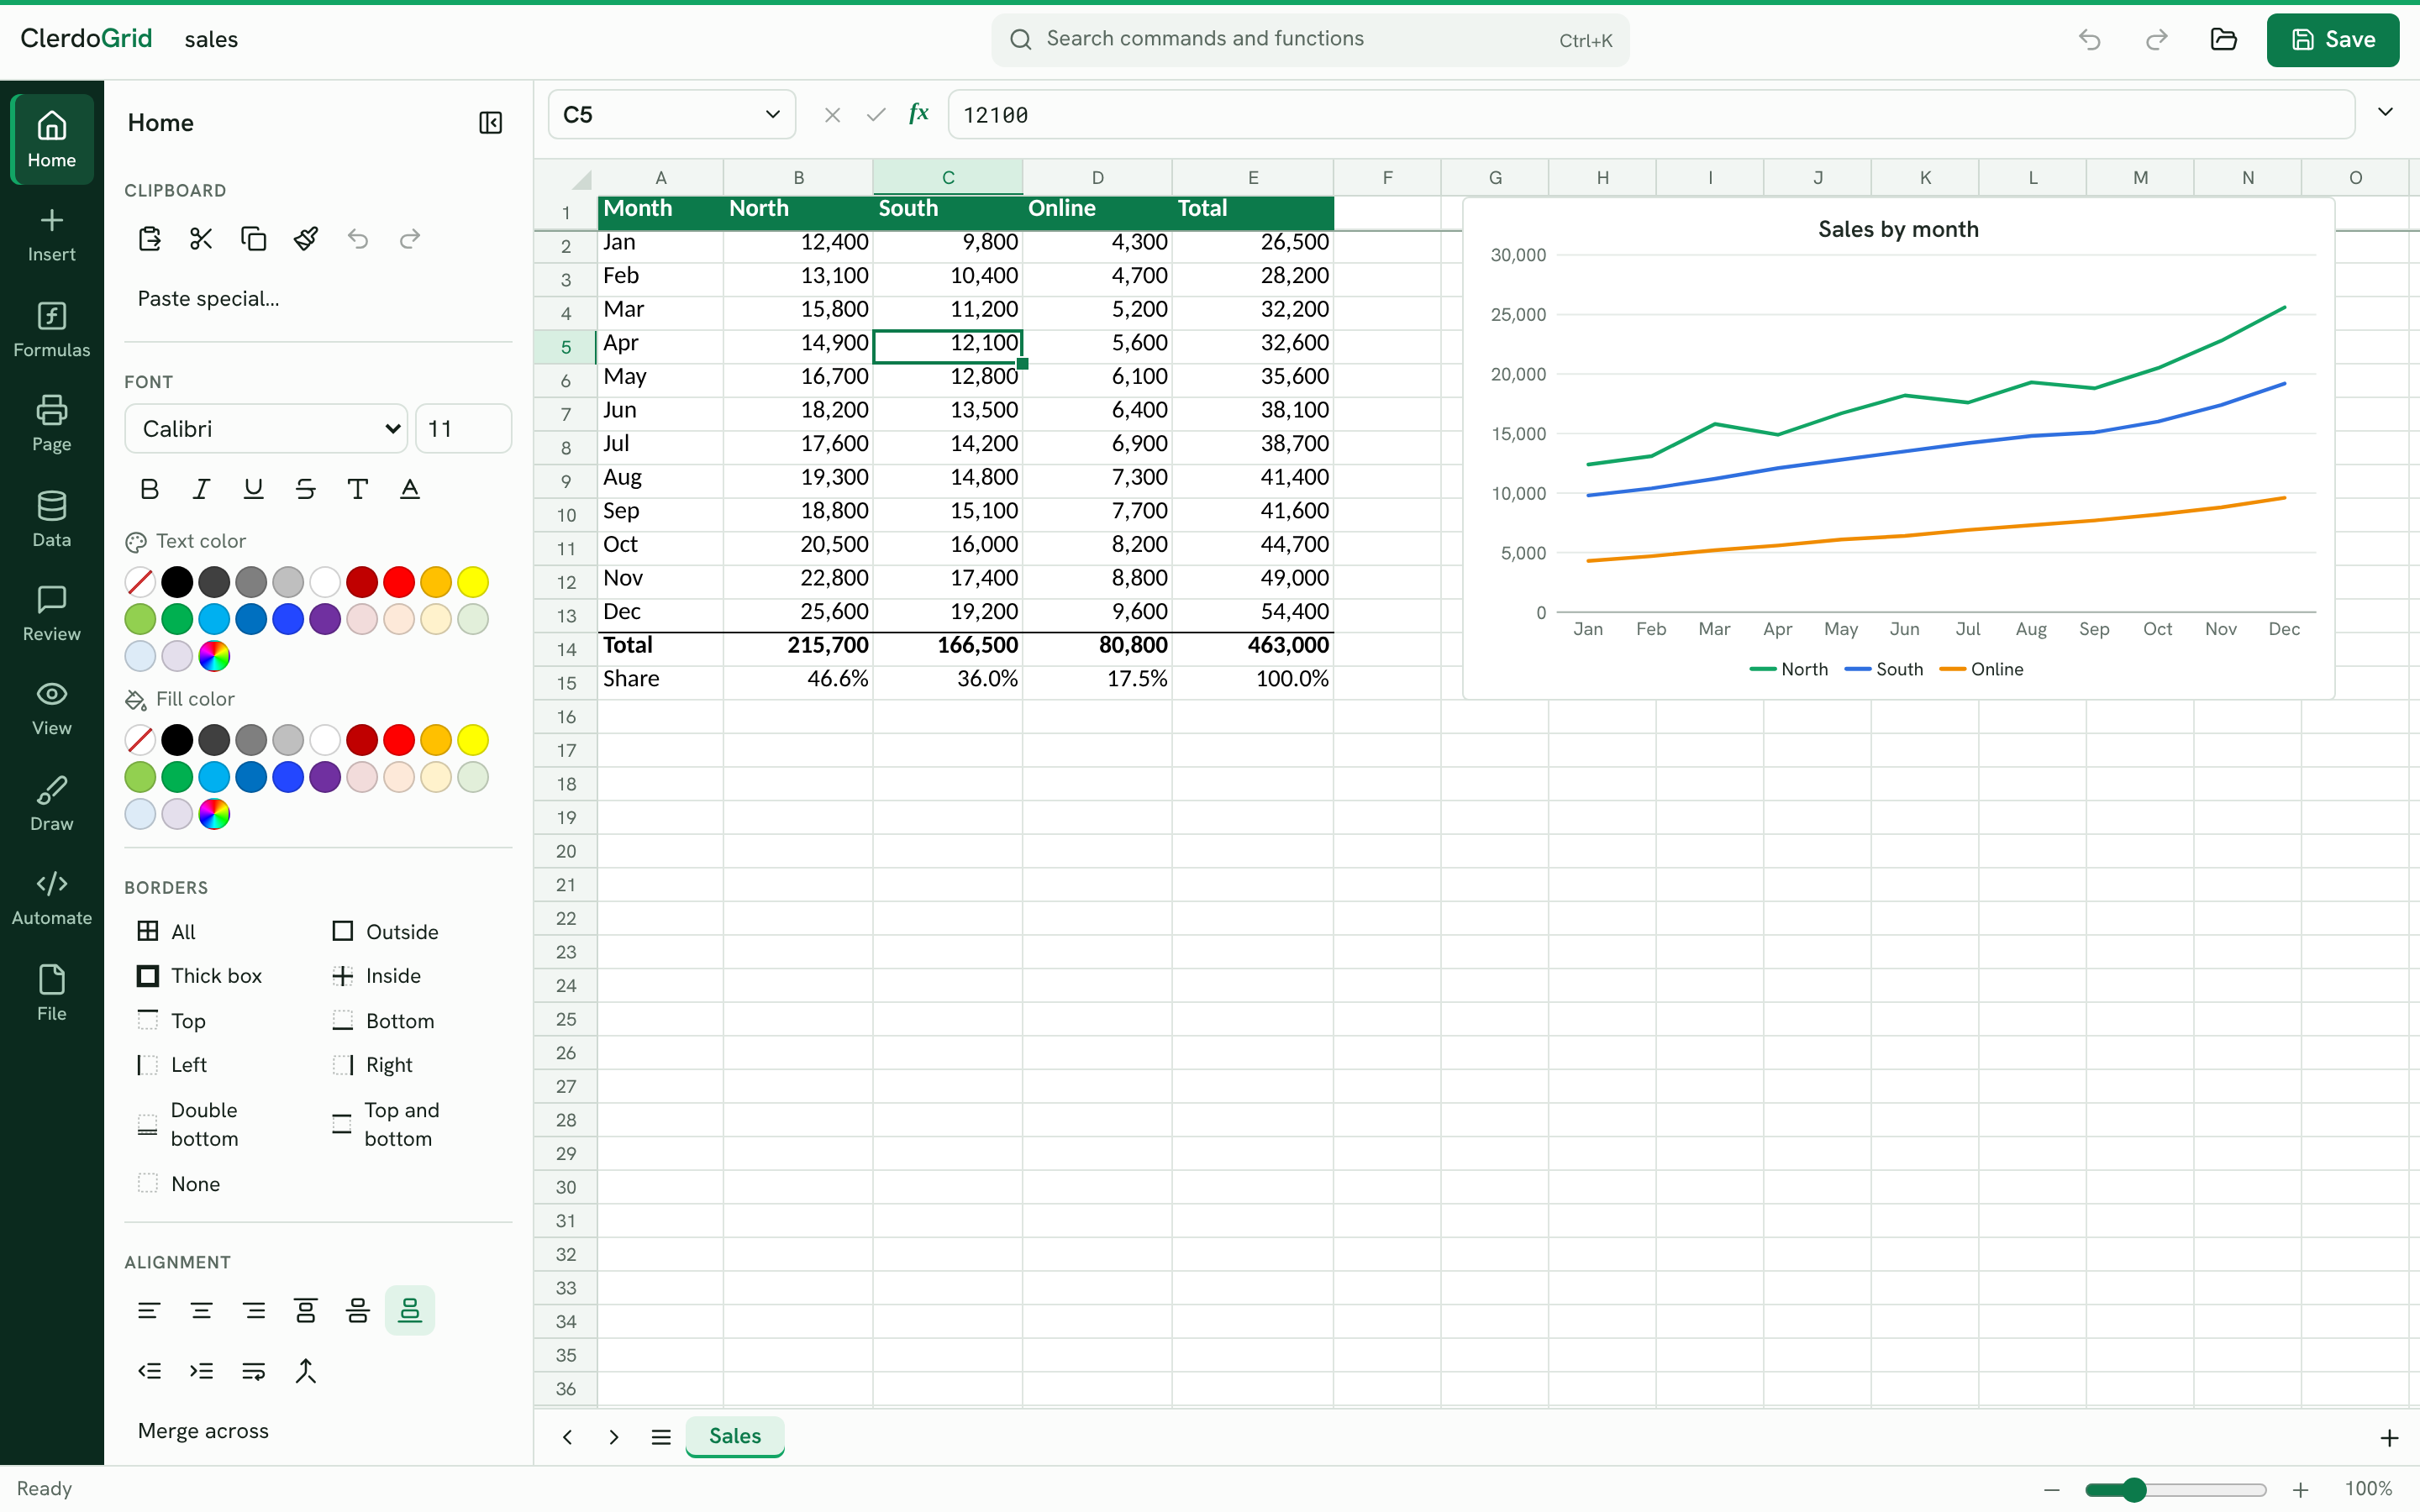 ClerdoGrid sales Search commands and functions Ctrl+K Save
Home
Insert
Formulas
Page
Data
Review
View
Draw
Automate
File
Home
CLIPBOARD
Paste special...
FONT
Calibri 11
B I U S T A
Text color
Fill color
BORDERS
All Outside
Thick box Inside
Top Bottom
Left Right
Double bottom Top and bottom
None
ALIGNMENT
Merge across
C5 fx 12100
A B C D E F G H I J K L M N O
1 Month North South Online Total
2 Jan 12,400 9,800 4,300 26,500
3 Feb 13,100 10,400 4,700 28,200
4 Mar 15,800 11,200 5,200 32,200
5 Apr 14,900 12,100 5,600 32,600
6 May 16,700 12,800 6,100 35,600
7 Jun 18,200 13,500 6,400 38,100
8 Jul 17,600 14,200 6,900 38,700
9 Aug 19,300 14,800 7,300 41,400
10 Sep 18,800 15,100 7,700 41,600
11 Oct 20,500 16,000 8,200 44,700
12 Nov 22,800 17,400 8,800 49,000
13 Dec 25,600 19,200 9,600 54,400
14 Total 215,700 166,500 80,800 463,000
15 Share 46.6% 36.0% 17.5% 100.0%
16
17
18
19
20
21
22
23
24
25
26
27
28
29
30
31
32
33
34
35
36
Sales by month
30,000
25,000
20,000
15,000
10,000
5,000
0
Jan Feb Mar Apr May Jun Jul Aug Sep Oct Nov Dec
North South Online
Sales
Ready 100%